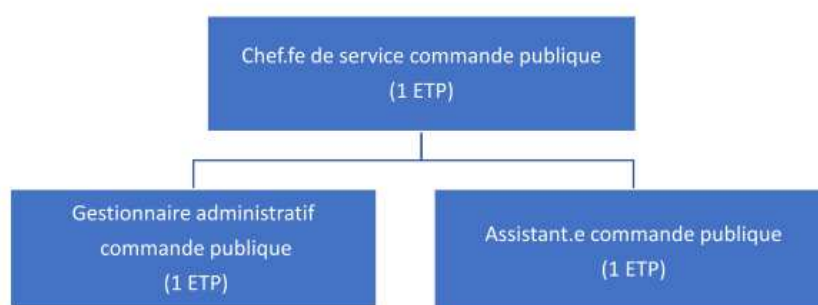 Chef.fe de service commande publique
(1 ETP)
Gestionnaire administratif
commande publique
(1 ETP)
Assistant.e commande publique
(1 ETP)